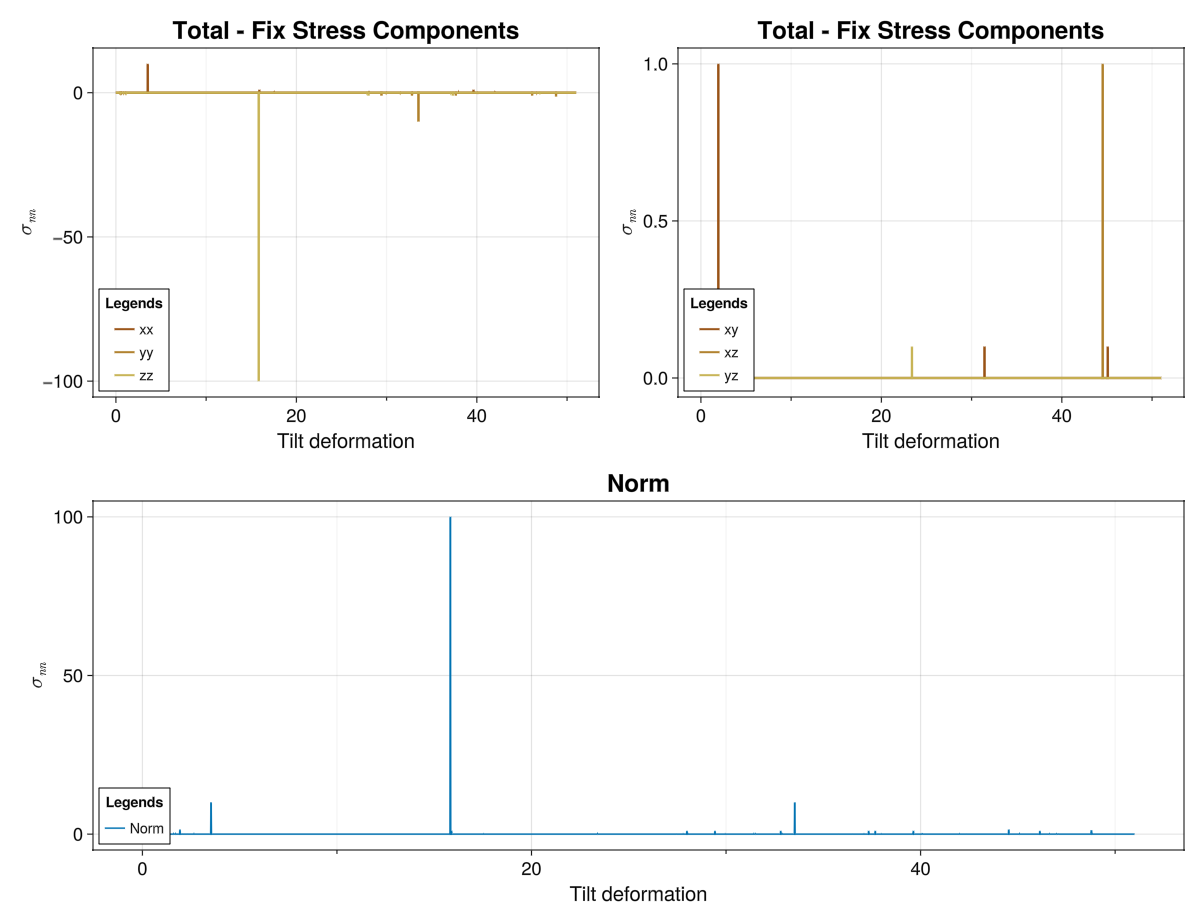 Total - Fix Stress Components
σnn
0
−50
−100
Legends
xx
yy
zz
0
20
40
Tilt deformation
Total - Fix Stress Components
σnn
1.0
0.5
0.0
Legends
xy
xz
yz
0
20
40
Tilt deformation
Norm
σnn
100
50
0
Legends
Norm
0
20
40
Tilt deformation